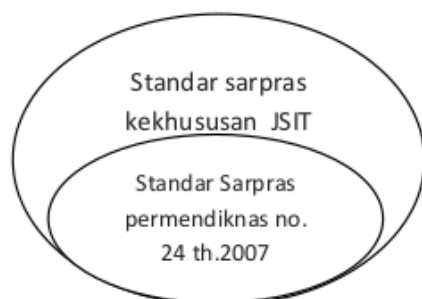 Standar sarpras
kekhususan JSIT
Standar Sarpras
permendiknas no.
24 th.2007